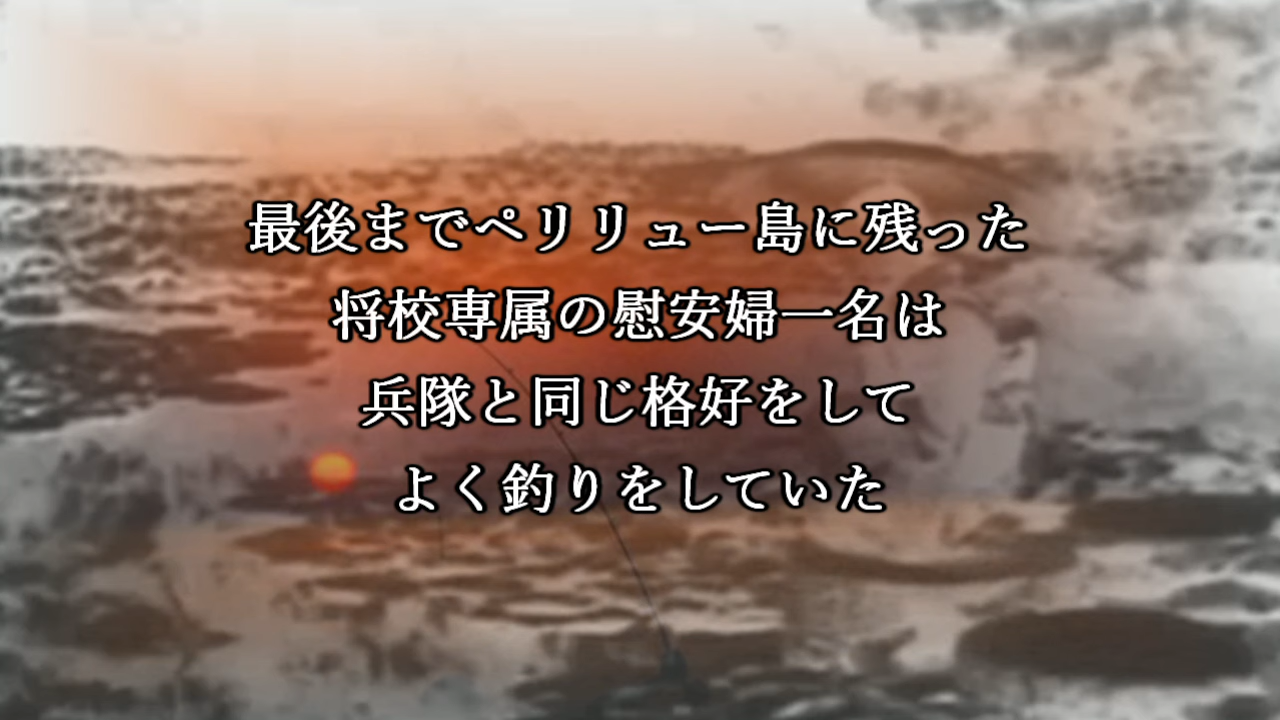 最後までペリリュー島に残った
将校専属の慰安婦一名は
兵隊と同じ格好をして
よく釣りをしていた